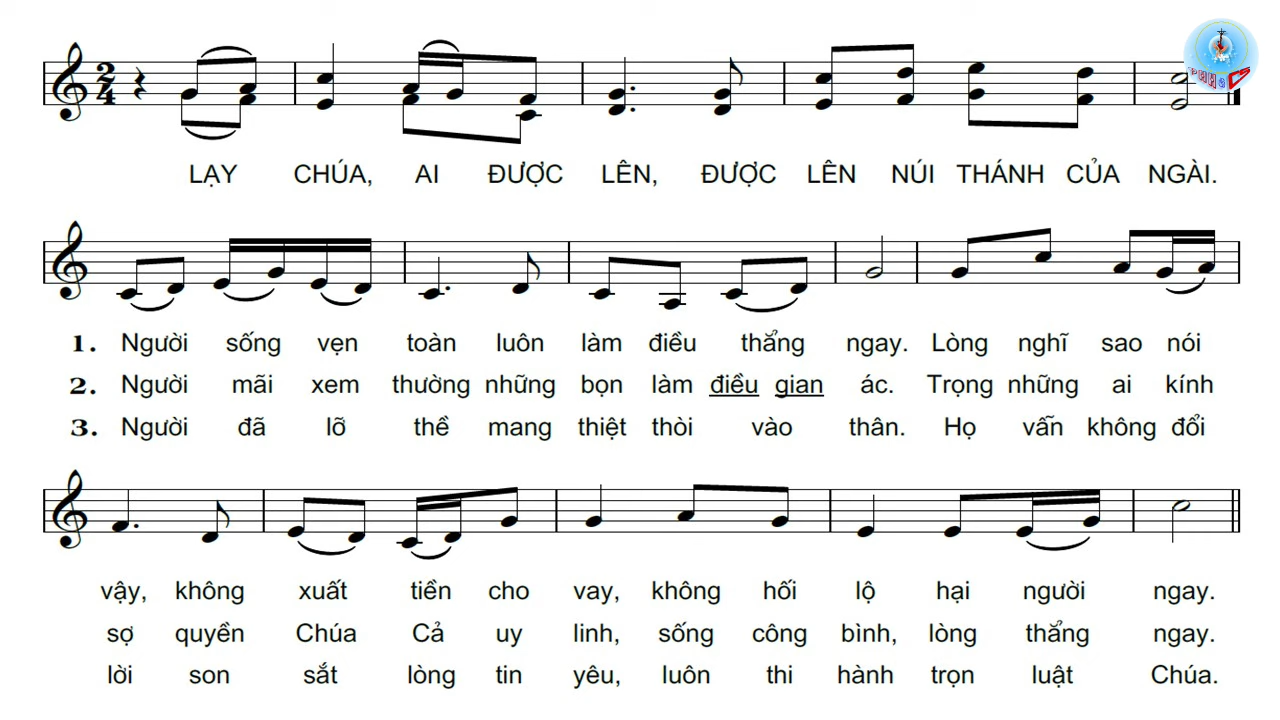 2
4
LẠY CHÚA, AI ĐƯỢC LÊN, ĐƯỢC LÊN NÚI THÁNH CỦA NGÀI.
1. Người sống vẹn toàn luôn làm điều thẳng ngay. Lòng nghĩ sao nói
2. Người mãi xem thường những bọn làm điều gian ác. Trọng những ai kính
3. Người đã lỡ thề mang thiệt thòi vào thân. Họ vẫn không đổi
vậy, không xuất tiền cho vay, không hối lộ hại người ngay.
sợ quyền Chúa Cả uy linh, sống công bình, lòng thẳng ngay.
lời son sắt lòng tin yêu, luôn thi hành trọn luật Chúa.